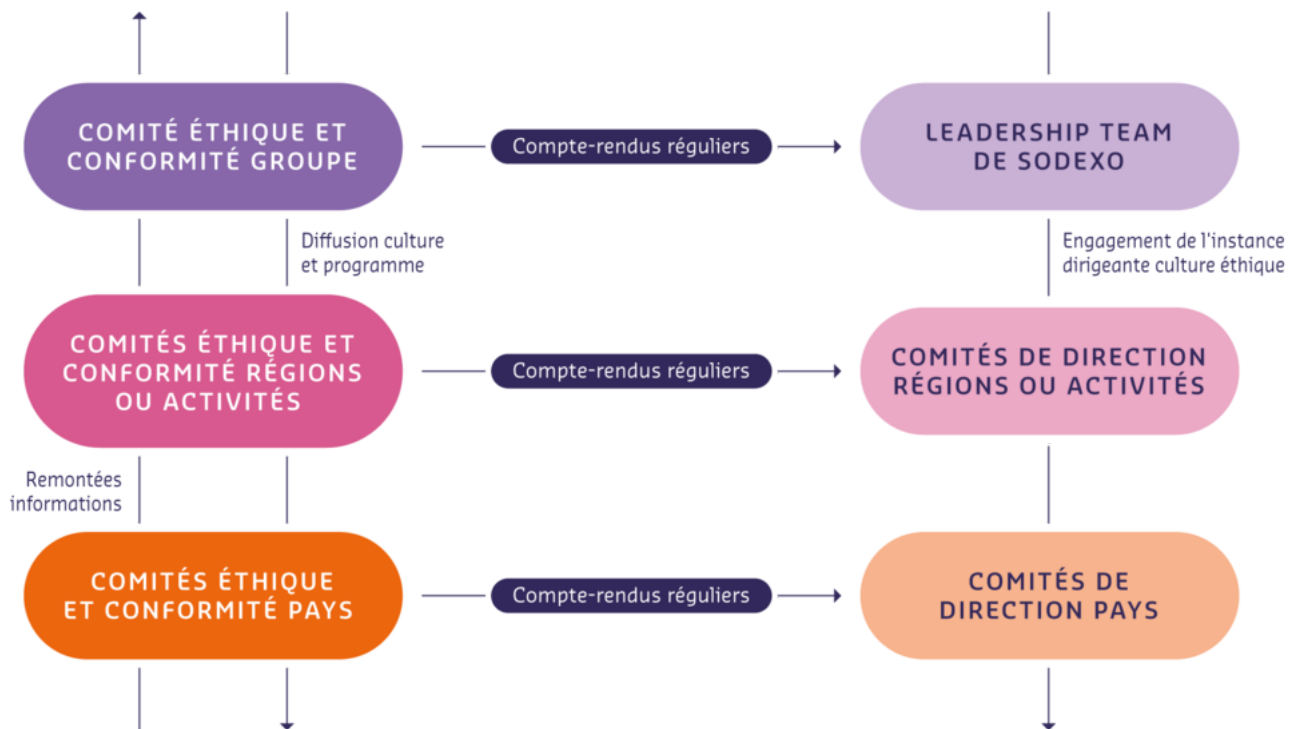 COMITÉ ÉTHIQUE ET
CONFORMITÉ GROUPE
Compte-rendus réguliers
LEADERSHIP TEAM
DE SODEXO
Diffusion culture
et programme
Engagement de l'instance
dirigeante culture éthique
COMITÉS ÉTHIQUE ET
CONFORMITÉ RÉGIONS
OU ACTIVITÉS
Compte-rendus réguliers
COMITÉS DE DIRECTION
RÉGIONS OU ACTIVITÉS
Remontées
informations
COMITÉS ÉTHIQUE
ET CONFORMITÉ PAYS
Compte-rendus réguliers
COMITÉS DE
DIRECTION PAYS